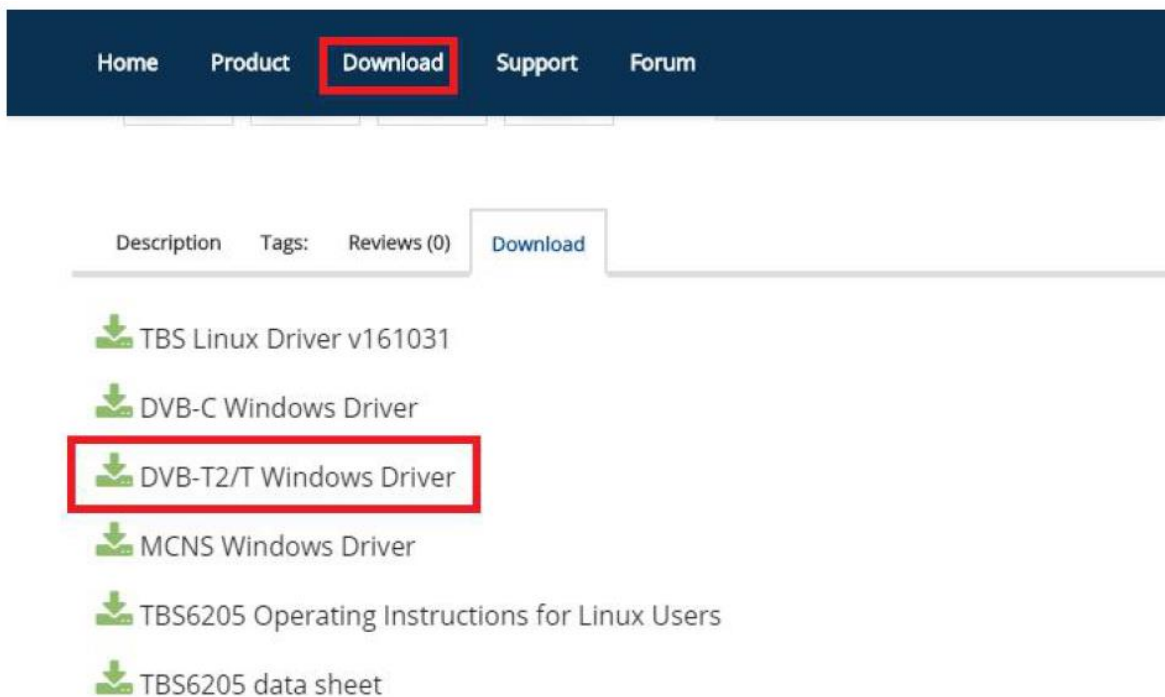 Home Product Download Support Forum
Description Tags: Reviews (0) Download
TBS Linux Driver v161031
DVB-C Windows Driver
DVB-T2/T Windows Driver
MCNS Windows Driver
TBS6205 Operating Instructions for Linux Users
TBS6205 data sheet